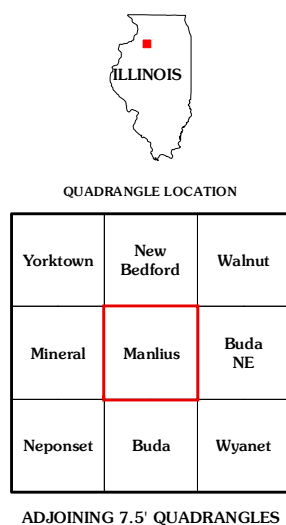 ILLINOIS
QUADRANGLE LOCATION
Yorktown
New
Bedford
Walnut
Mineral
Manlius
Buda
NE
Neponset
Buda
Wyanet
ADJOINING 7.5' QUADRANGLES